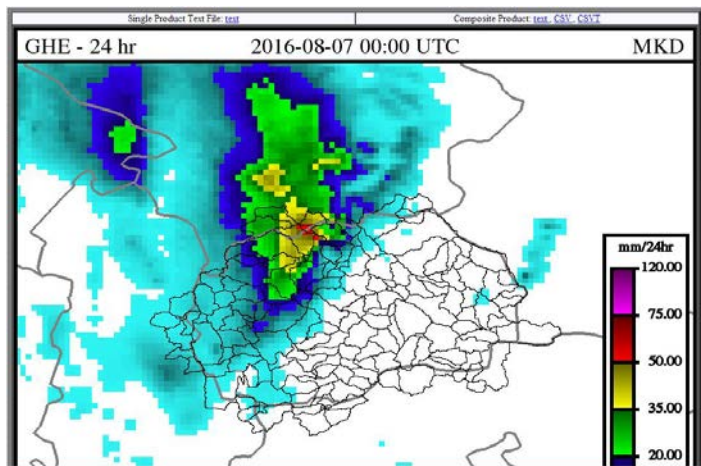 Single Product Text File: text Composite Product: text, CSV, CSVT
GHE - 24 hr 2016-08-07 00:00 UTC MKD
mm/24hr
120.00
75.00
50.00
35.00
20.00